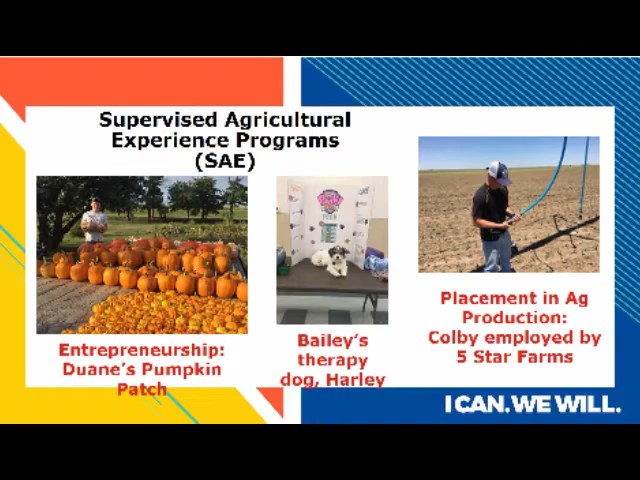 Supervised Agricultural
Experience Programs
(SAE)
Entrepreneurship:
Duane's Pumpkin
Patch
Bailey's
therapy
dog, Harley
Placement in Ag
Production:
Colby employed by
5 Star Farms
I CAN. WE WILL.